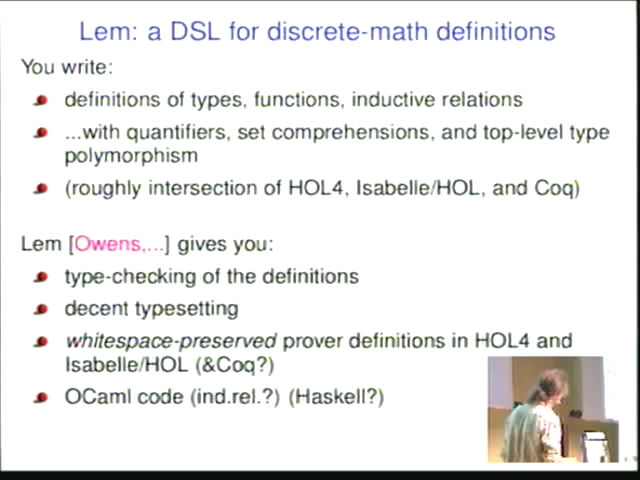 Lem: a DSL for discrete-math definitions
You write:
definitions of types, functions, inductive relations
...with quantifiers, set comprehensions, and top-level type
polymorphism
(roughly intersection of HOL4, Isabelle/HOL, and Coq)
Lem [Owens,...] gives you:
type-checking of the definitions
decent typesetting
whitespace-preserved prover definitions in HOL4 and
Isabelle/HOL (&Coq?)
OCaml code (ind.rel.?) (Haskell?)